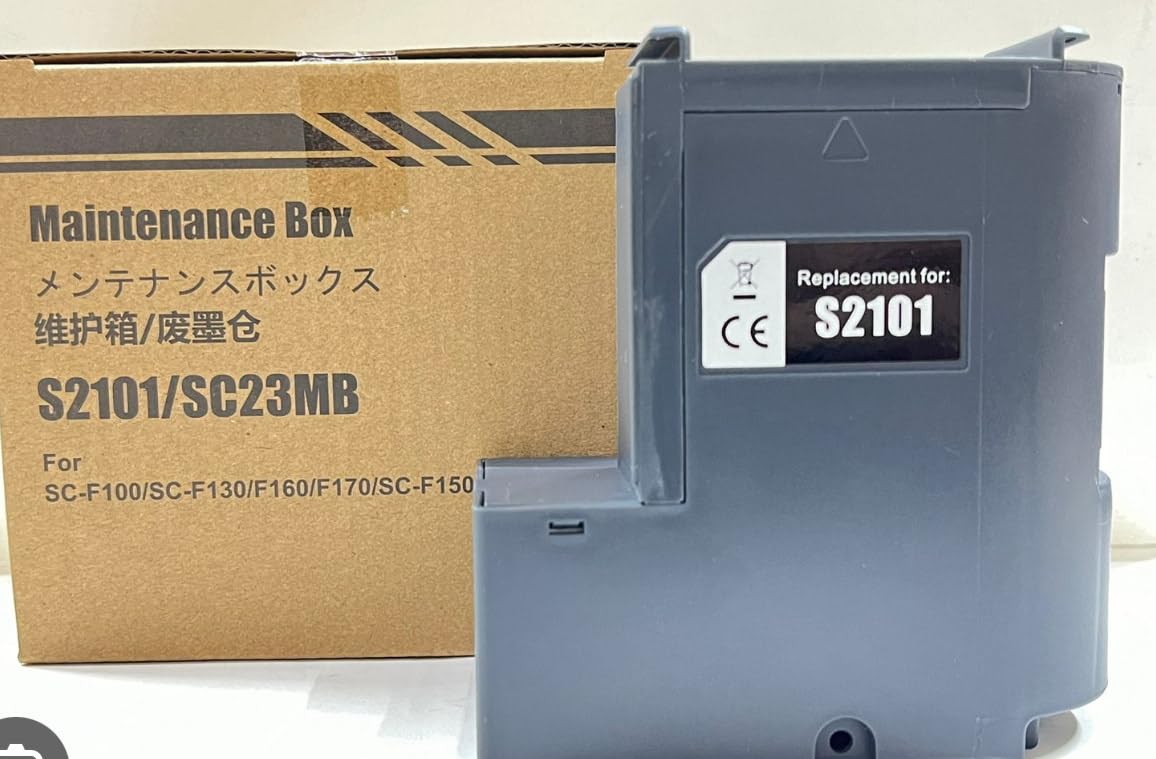 Maintenance Box
メンテナンスボックス
维护箱/废墨仓
S2101/SC23MB
For
SC-F100/SC-F130/F160/F170/SC-F150
Replacement for:
S2101
CE